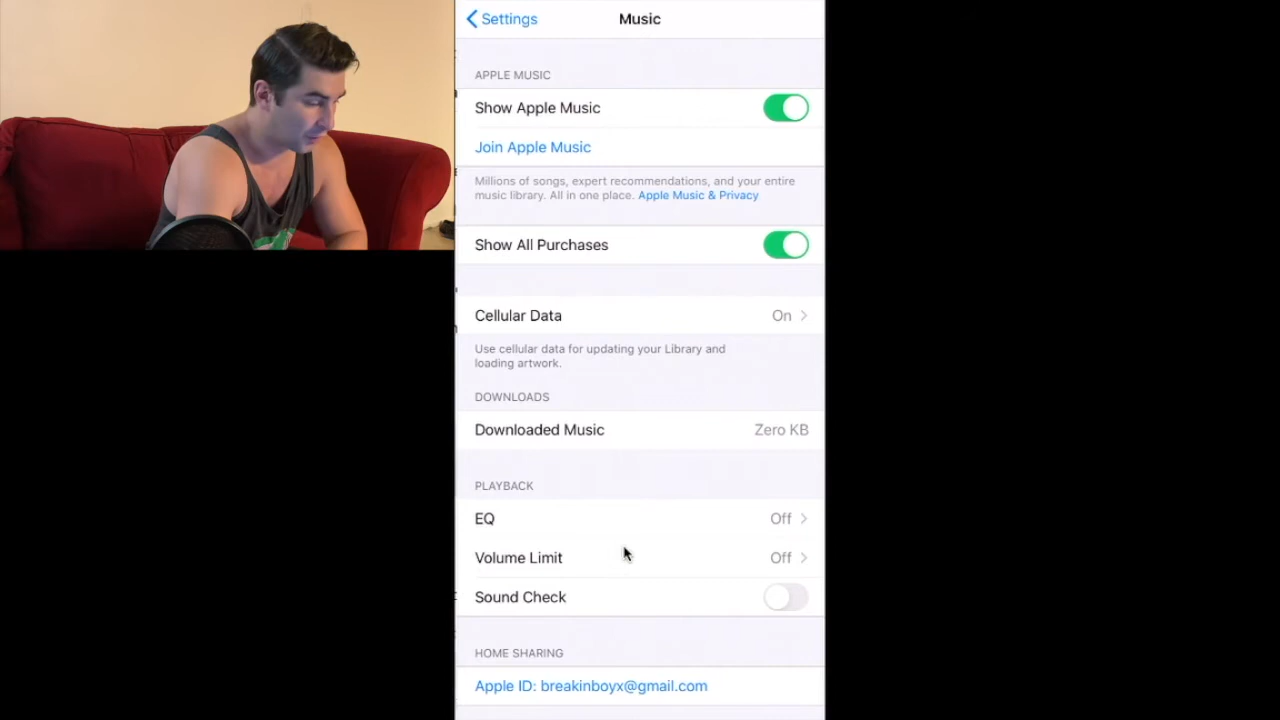 Settings
Music
APPLE MUSIC
Show Apple Music
Join Apple Music
Millions of songs, expert recommendations, and your entire
music library. All in one place. Apple Music & Privacy
Show All Purchases
Cellular Data On
Use cellular data for updating your Library and
loading artwork.
DOWNLOADS
Downloaded Music Zero KB
PLAYBACK
EQ Off
Volume Limit Off
Sound Check
HOME SHARING
Apple ID: breakinboyx@gmail.com